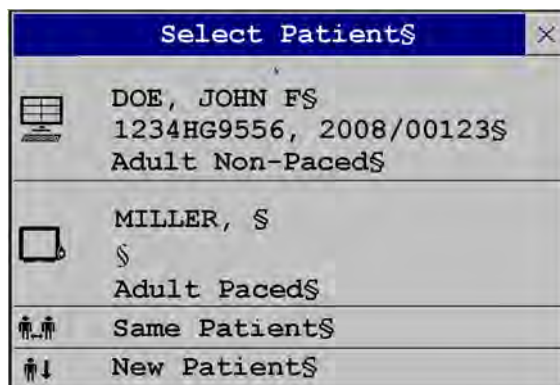 Select Patient§
DOE, JOHN F§
1234HG9556, 2008/00123§
Adult Non-Paced§
MILLER, §
§
Adult Paced§
Same Patient§
New Patient§